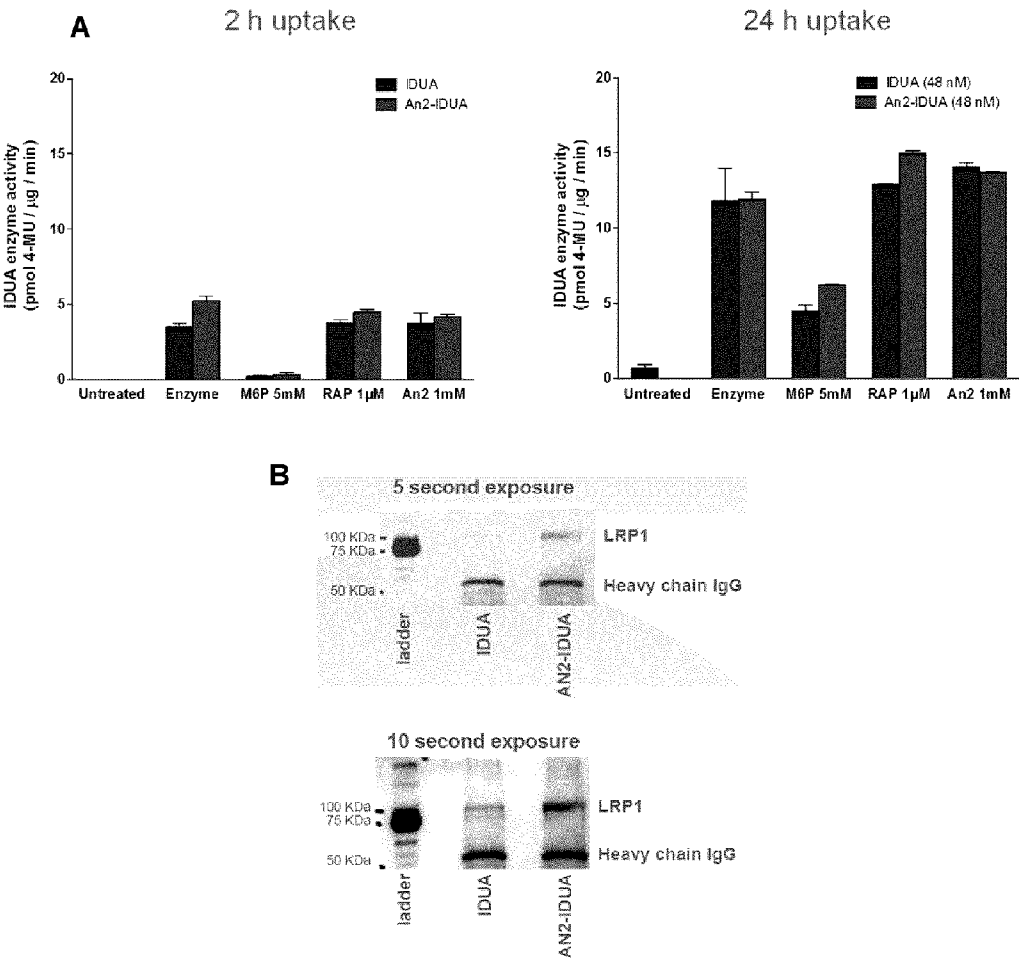 A
2 h uptake
IDUA enzyme activity
(pmol 4-MU / µg / min)
20
15
10
5
0
IDUA
An2-IDUA
Untreated
Enzyme
M6P 5mM
RAP 1µM
An2 1mM
24 h uptake
IDUA enzyme activity
(pmol 4-MU / µg / min)
20
15
10
5
0
IDUA (48 nM)
An2-IDUA (48 nM)
Untreated
Enzyme
M6P 5mM
RAP 1µM
An2 1mM
B
5 second exposure
100 KDa
75 KDa
50 KDa
LRP1
Heavy chain IgG
ladder
IDUA
AN2-IDUA
10 second exposure
100 KDa
75 KDa
50 KDa
LRP1
Heavy chain IgG
ladder
IDUA
AN2-IDUA